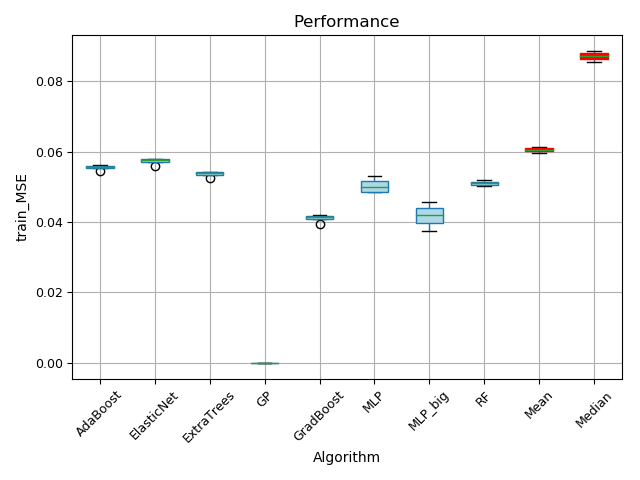 Performance
train_MSE
0.08
0.06
0.04
0.02
0.00
AdaBoost
ElasticNet
ExtraTrees
GP
GradBoost
MLP
MLP_big
RF
Mean
Median
Algorithm